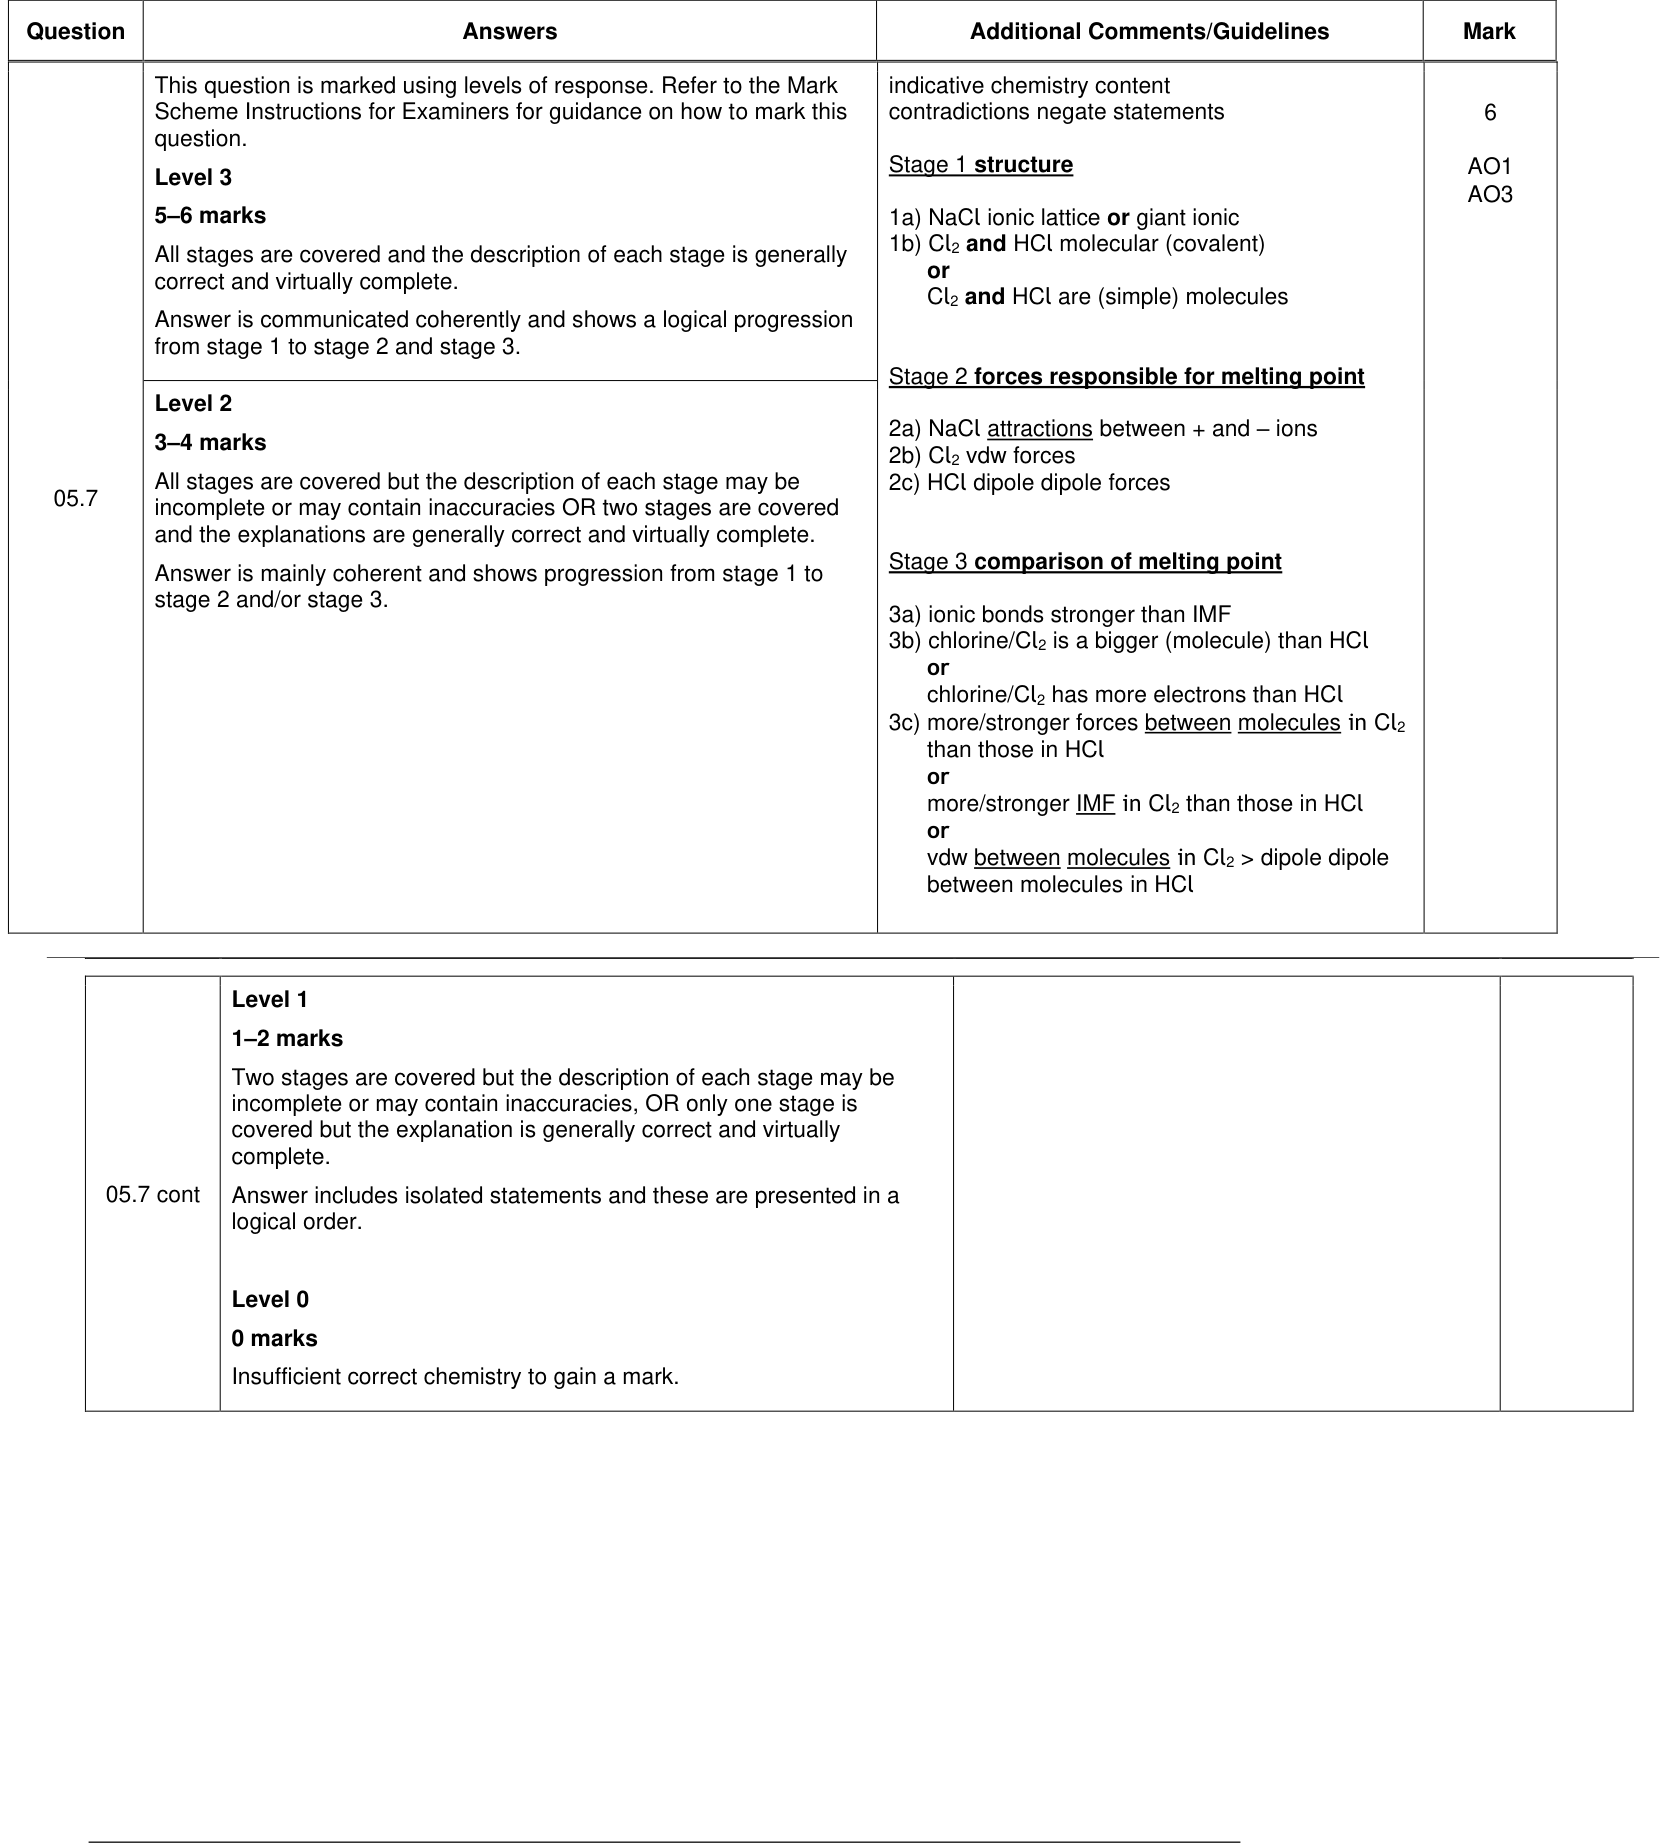 Question Answers Additional Comments/Guidelines Mark
05.7
This question is marked using levels of response. Refer to the Mark
Scheme Instructions for Examiners for guidance on how to mark this
question.
Level 3
5–6 marks
All stages are covered and the description of each stage is generally
correct and virtually complete.
Answer is communicated coherently and shows a logical progression
from stage 1 to stage 2 and stage 3.
Level 2
3–4 marks
All stages are covered but the description of each stage may be
incomplete or may contain inaccuracies OR two stages are covered
and the explanations are generally correct and virtually complete.
Answer is mainly coherent and shows progression from stage 1 to
stage 2 and/or stage 3.
indicative chemistry content
contradictions negate statements
Stage 1 structure
1a) NaCl ionic lattice or giant ionic
1b) Cl₂ and HCl molecular (covalent)
or
Cl₂ and HCl are (simple) molecules
Stage 2 forces responsible for melting point
2a) NaCl attractions between + and – ions
2b) Cl₂ vdw forces
2c) HCl dipole dipole forces
Stage 3 comparison of melting point
3a) ionic bonds stronger than IMF
3b) chlorine/Cl₂ is a bigger (molecule) than HCl
or
chlorine/Cl₂ has more electrons than HCl
3c) more/stronger forces between molecules in Cl₂
than those in HCl
or
more/stronger IMF in Cl₂ than those in HCl
or
vdw between molecules in Cl₂ > dipole dipole
between molecules in HCl
6
AO1
AO3
05.7 cont
Level 1
1–2 marks
Two stages are covered but the description of each stage may be
incomplete or may contain inaccuracies, OR only one stage is
covered but the explanation is generally correct and virtually
complete.
Answer includes isolated statements and these are presented in a
logical order.
Level 0
0 marks
Insufficient correct chemistry to gain a mark.